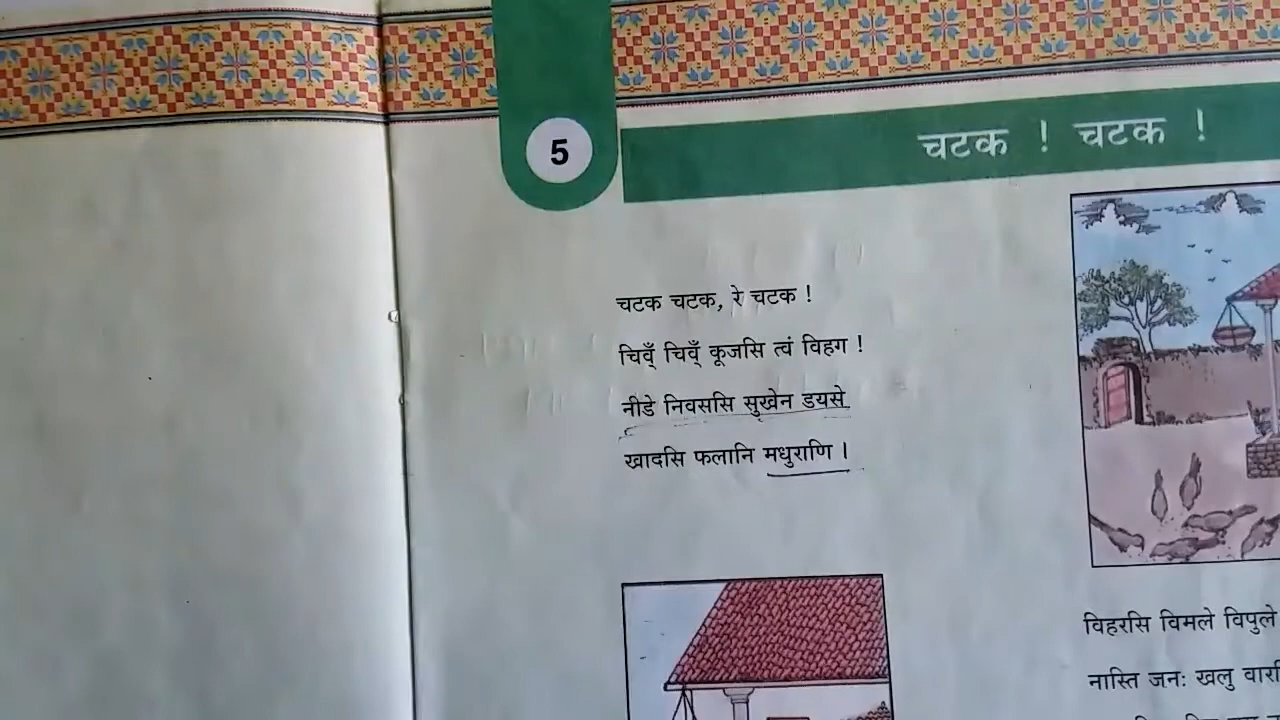 5
चटक ! चटक !
चटक चटक, रे चटक !
चिवँ् चिवँ् कूजसि त्वं विहग !
नीडे निवससि सुखेन डयसे
खादसि फलानि मधुराणि ।
विहरसि विमले विपुले
नास्ति जनः खलु